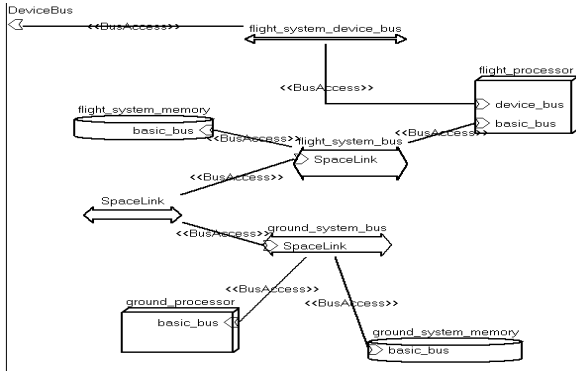 DeviceBus
<<BusAccess>>
flight_system_device_bus
flight_processor
<<BusAccess>>
device_bus
flight_system_memory
basic_bus
basic_bus
<<BusAccess>>
<<BusAccess>>
flight_system_bus
SpaceLink
<<BusAccess>>
SpaceLink
<<BusAccess>>
ground_system_bus
SpaceLink
<<BusAccess>>
ground_processor
<<BusAccess>>
basic_bus
ground_system_memory
basic_bus